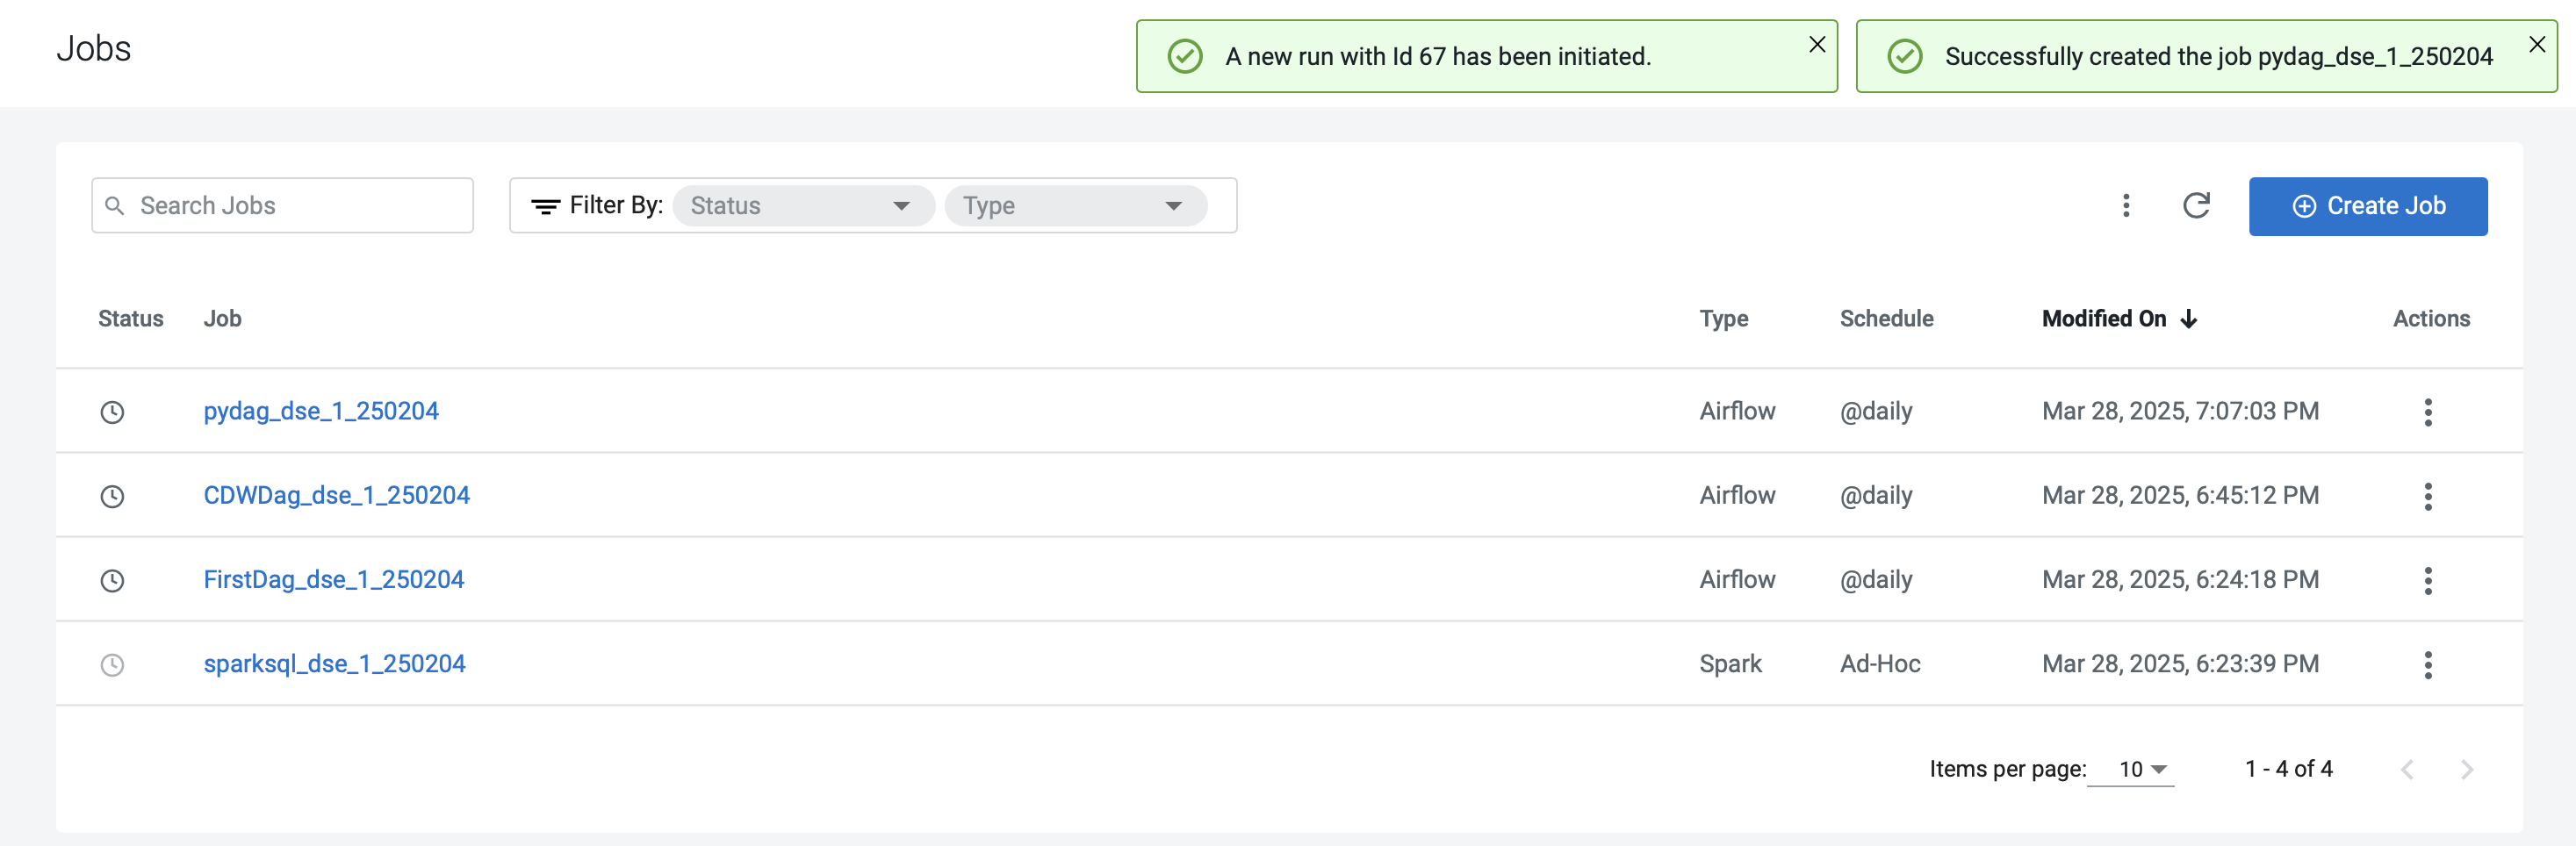 Jobs
A new run with Id 67 has been initiated.
Successfully created the job pydag_dse_1_250204
Search Jobs
Filter By: Status Type
Create Job
Status Job Type Schedule Modified On Actions
pydag_dse_1_250204 Airflow @daily Mar 28, 2025, 7:07:03 PM
CDWDag_dse_1_250204 Airflow @daily Mar 28, 2025, 6:45:12 PM
FirstDag_dse_1_250204 Airflow @daily Mar 28, 2025, 6:24:18 PM
sparksql_dse_1_250204 Spark Ad-Hoc Mar 28, 2025, 6:23:39 PM
Items per page: 10 1 - 4 of 4